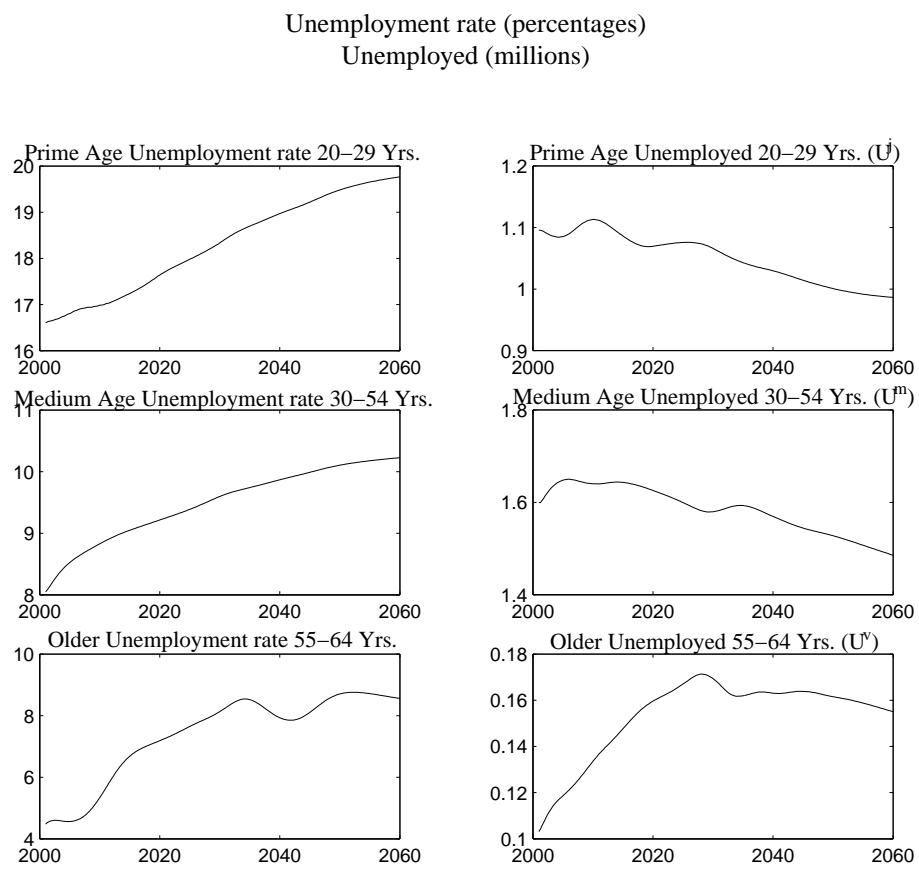 Unemployment rate (percentages)
Unemployed (millions)
Prime Age Unemployment rate 20−29 Yrs.
20
19
18
17
16
2000 2020 2040 2060
Prime Age Unemployed 20−29 Yrs. (U^j)
1.2
1.1
1
0.9
2000 2020 2040 2060
Medium Age Unemployment rate 30−54 Yrs.
11
10
9
8
2000 2020 2040 2060
Medium Age Unemployed 30−54 Yrs. (U^m)
1.8
1.6
1.4
2000 2020 2040 2060
Older Unemployment rate 55−64 Yrs.
10
8
6
4
2000 2020 2040 2060
Older Unemployed 55−64 Yrs. (U^v)
0.18
0.16
0.14
0.12
0.1
2000 2020 2040 2060